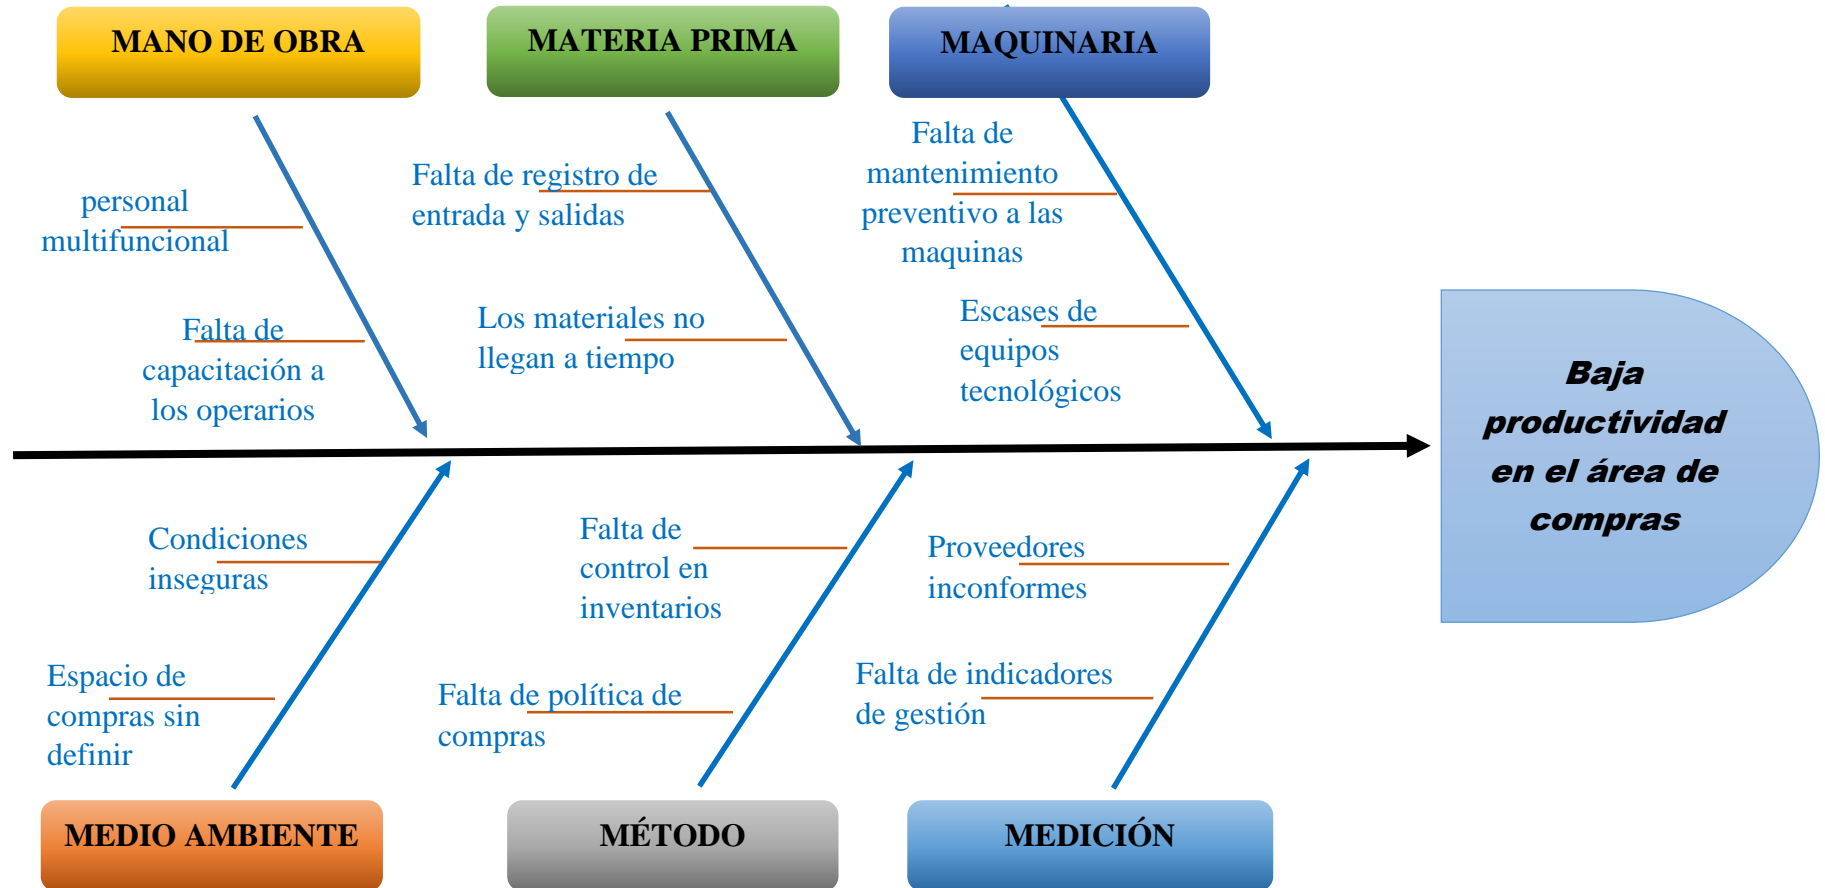 MANO DE OBRA
MATERIA PRIMA
MAQUINARIA
personal
multifuncional
Falta de
capacitación a
los operarios
Falta de registro de
entrada y salidas
Los materiales no
llegan a tiempo
Falta de
mantenimiento
preventivo a las
maquinas
Escases de
equipos
tecnológicos
Baja
productividad
en el área de
compras
Condiciones
inseguras
Espacio de
compras sin
definir
Falta de
control en
inventarios
Falta de política de
compras
Proveedores
inconformes
Falta de indicadores
de gestión
MEDIO AMBIENTE
MÉTODO
MEDICIÓN